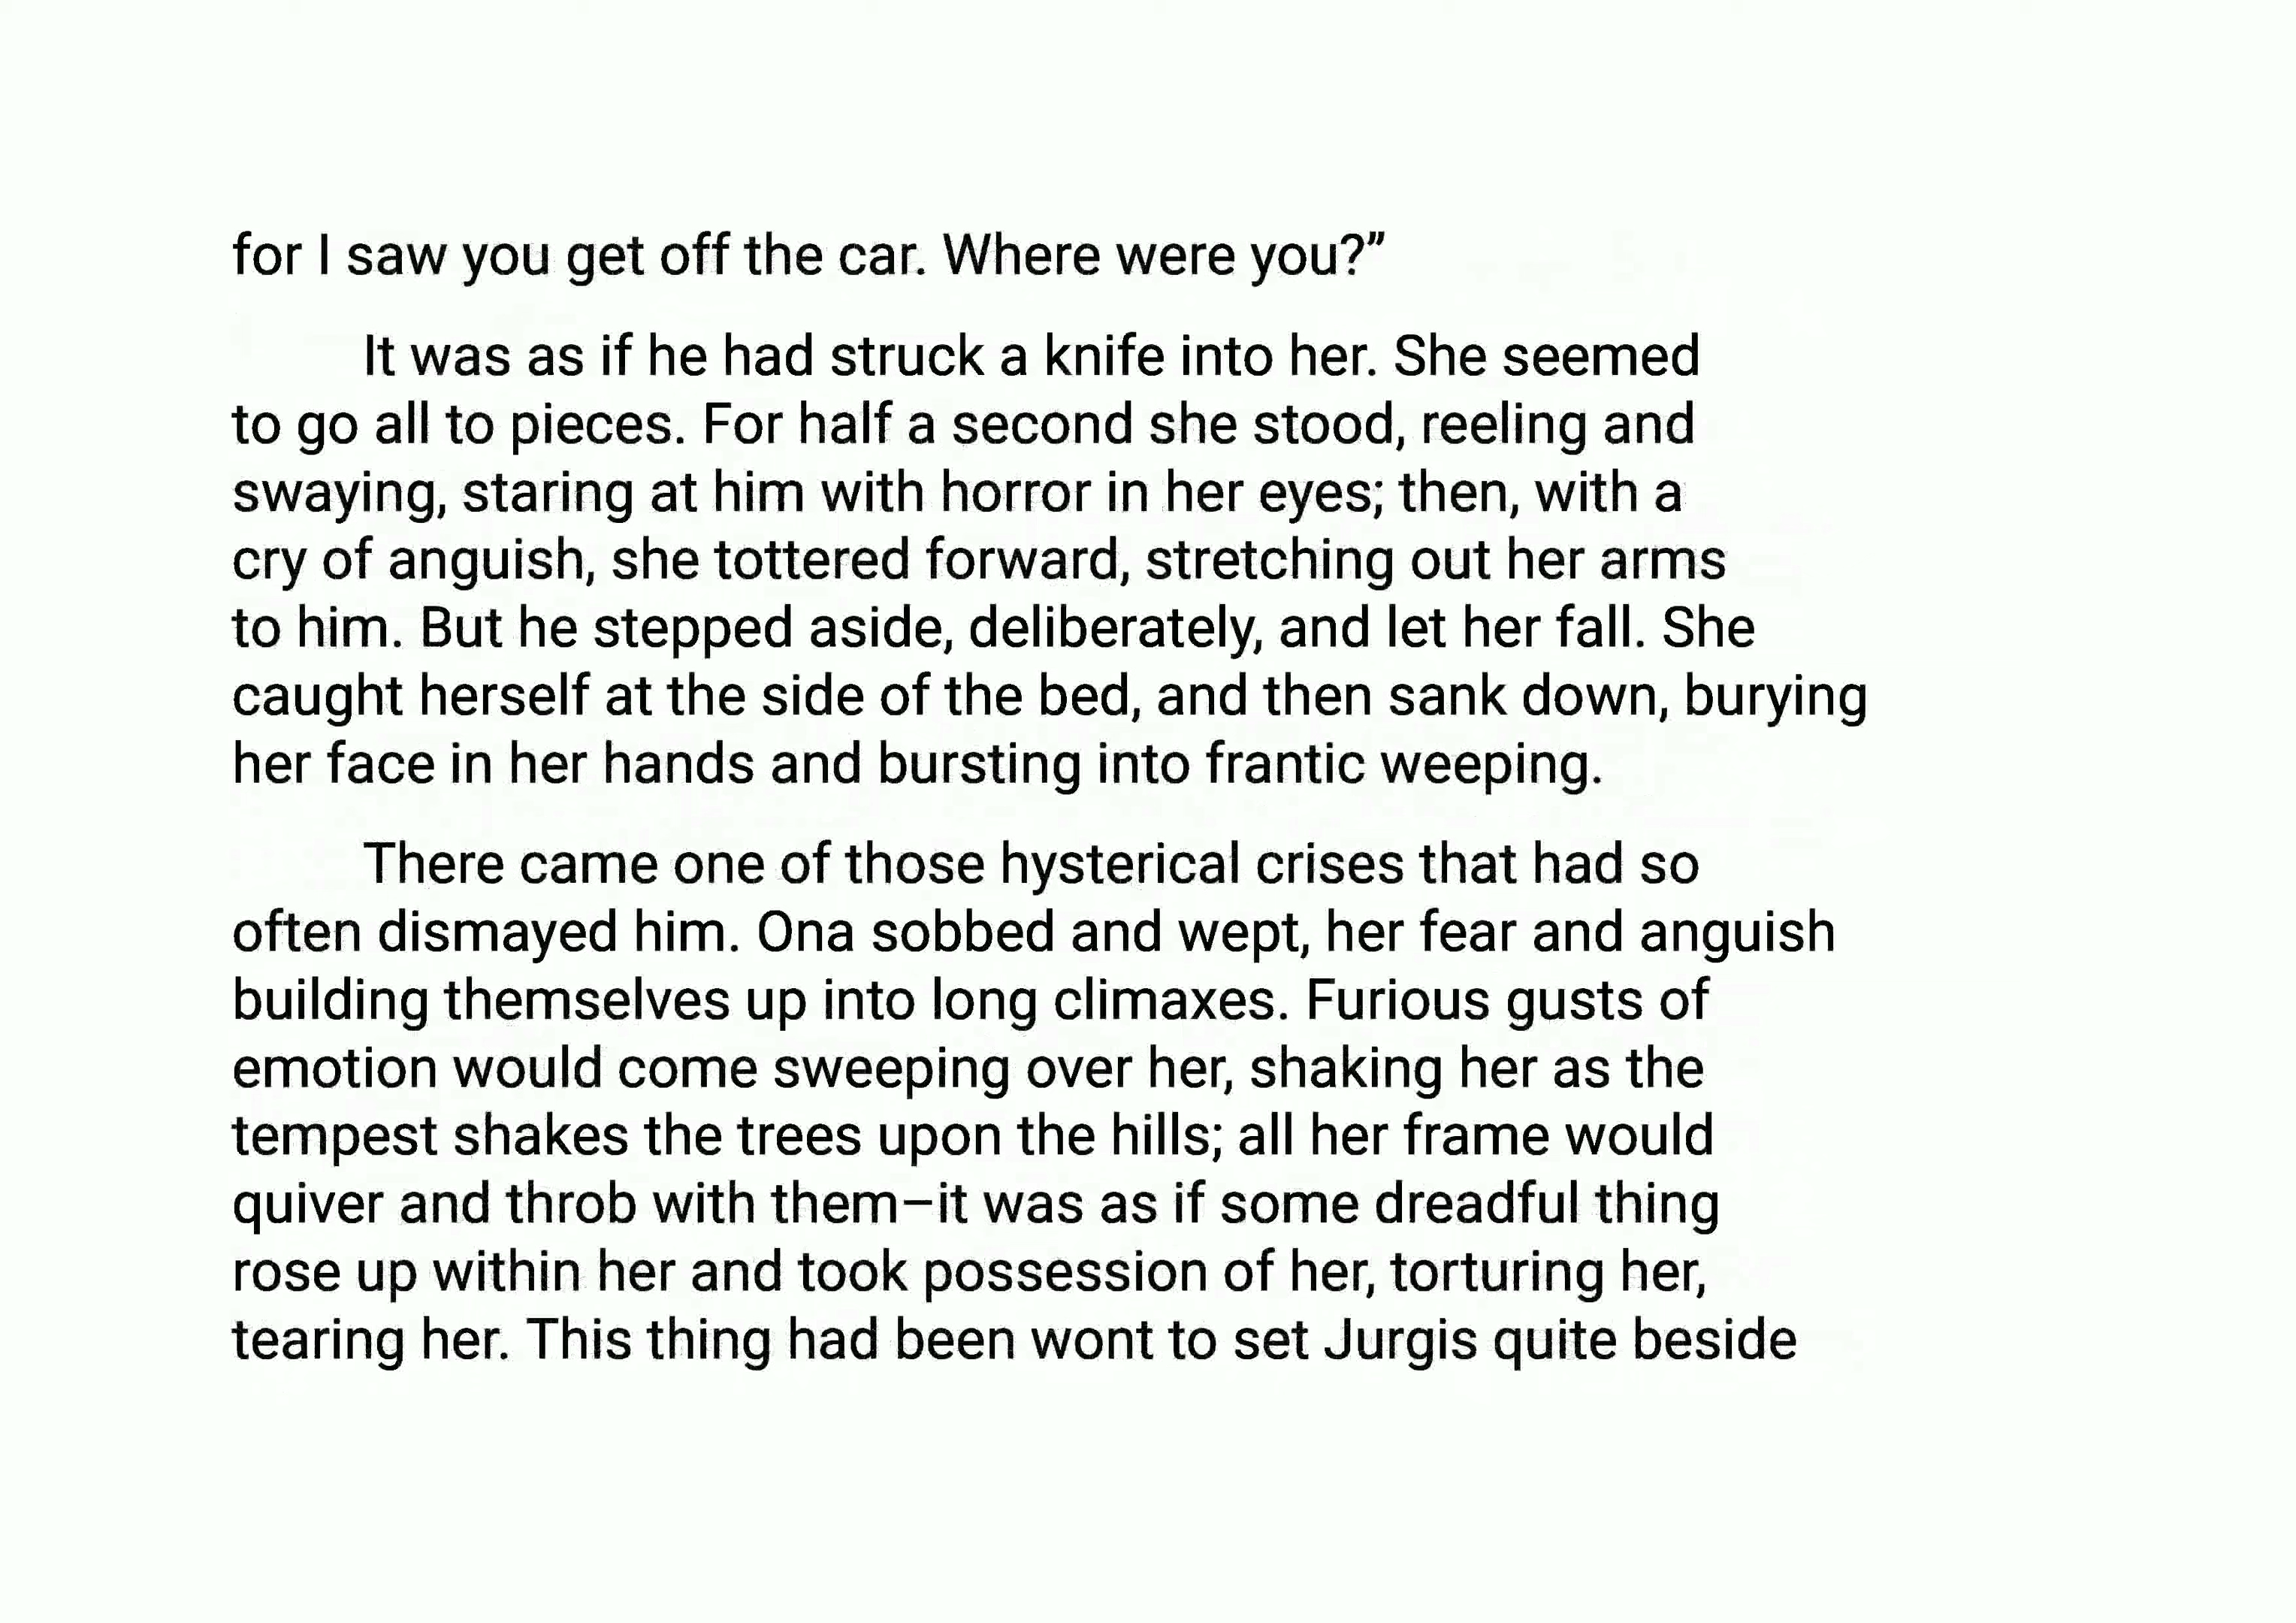 for I saw you get off the car. Where were you?”
It was as if he had struck a knife into her. She seemed
to go all to pieces. For half a second she stood, reeling and
swaying, staring at him with horror in her eyes; then, with a
cry of anguish, she tottered forward, stretching out her arms
to him. But he stepped aside, deliberately, and let her fall. She
caught herself at the side of the bed, and then sank down, burying
her face in her hands and bursting into frantic weeping.
There came one of those hysterical crises that had so
often dismayed him. Ona sobbed and wept, her fear and anguish
building themselves up into long climaxes. Furious gusts of
emotion would come sweeping over her, shaking her as the
tempest shakes the trees upon the hills; all her frame would
quiver and throb with them—it was as if some dreadful thing
rose up within her and took possession of her, torturing her,
tearing her. This thing had been wont to set Jurgis quite beside